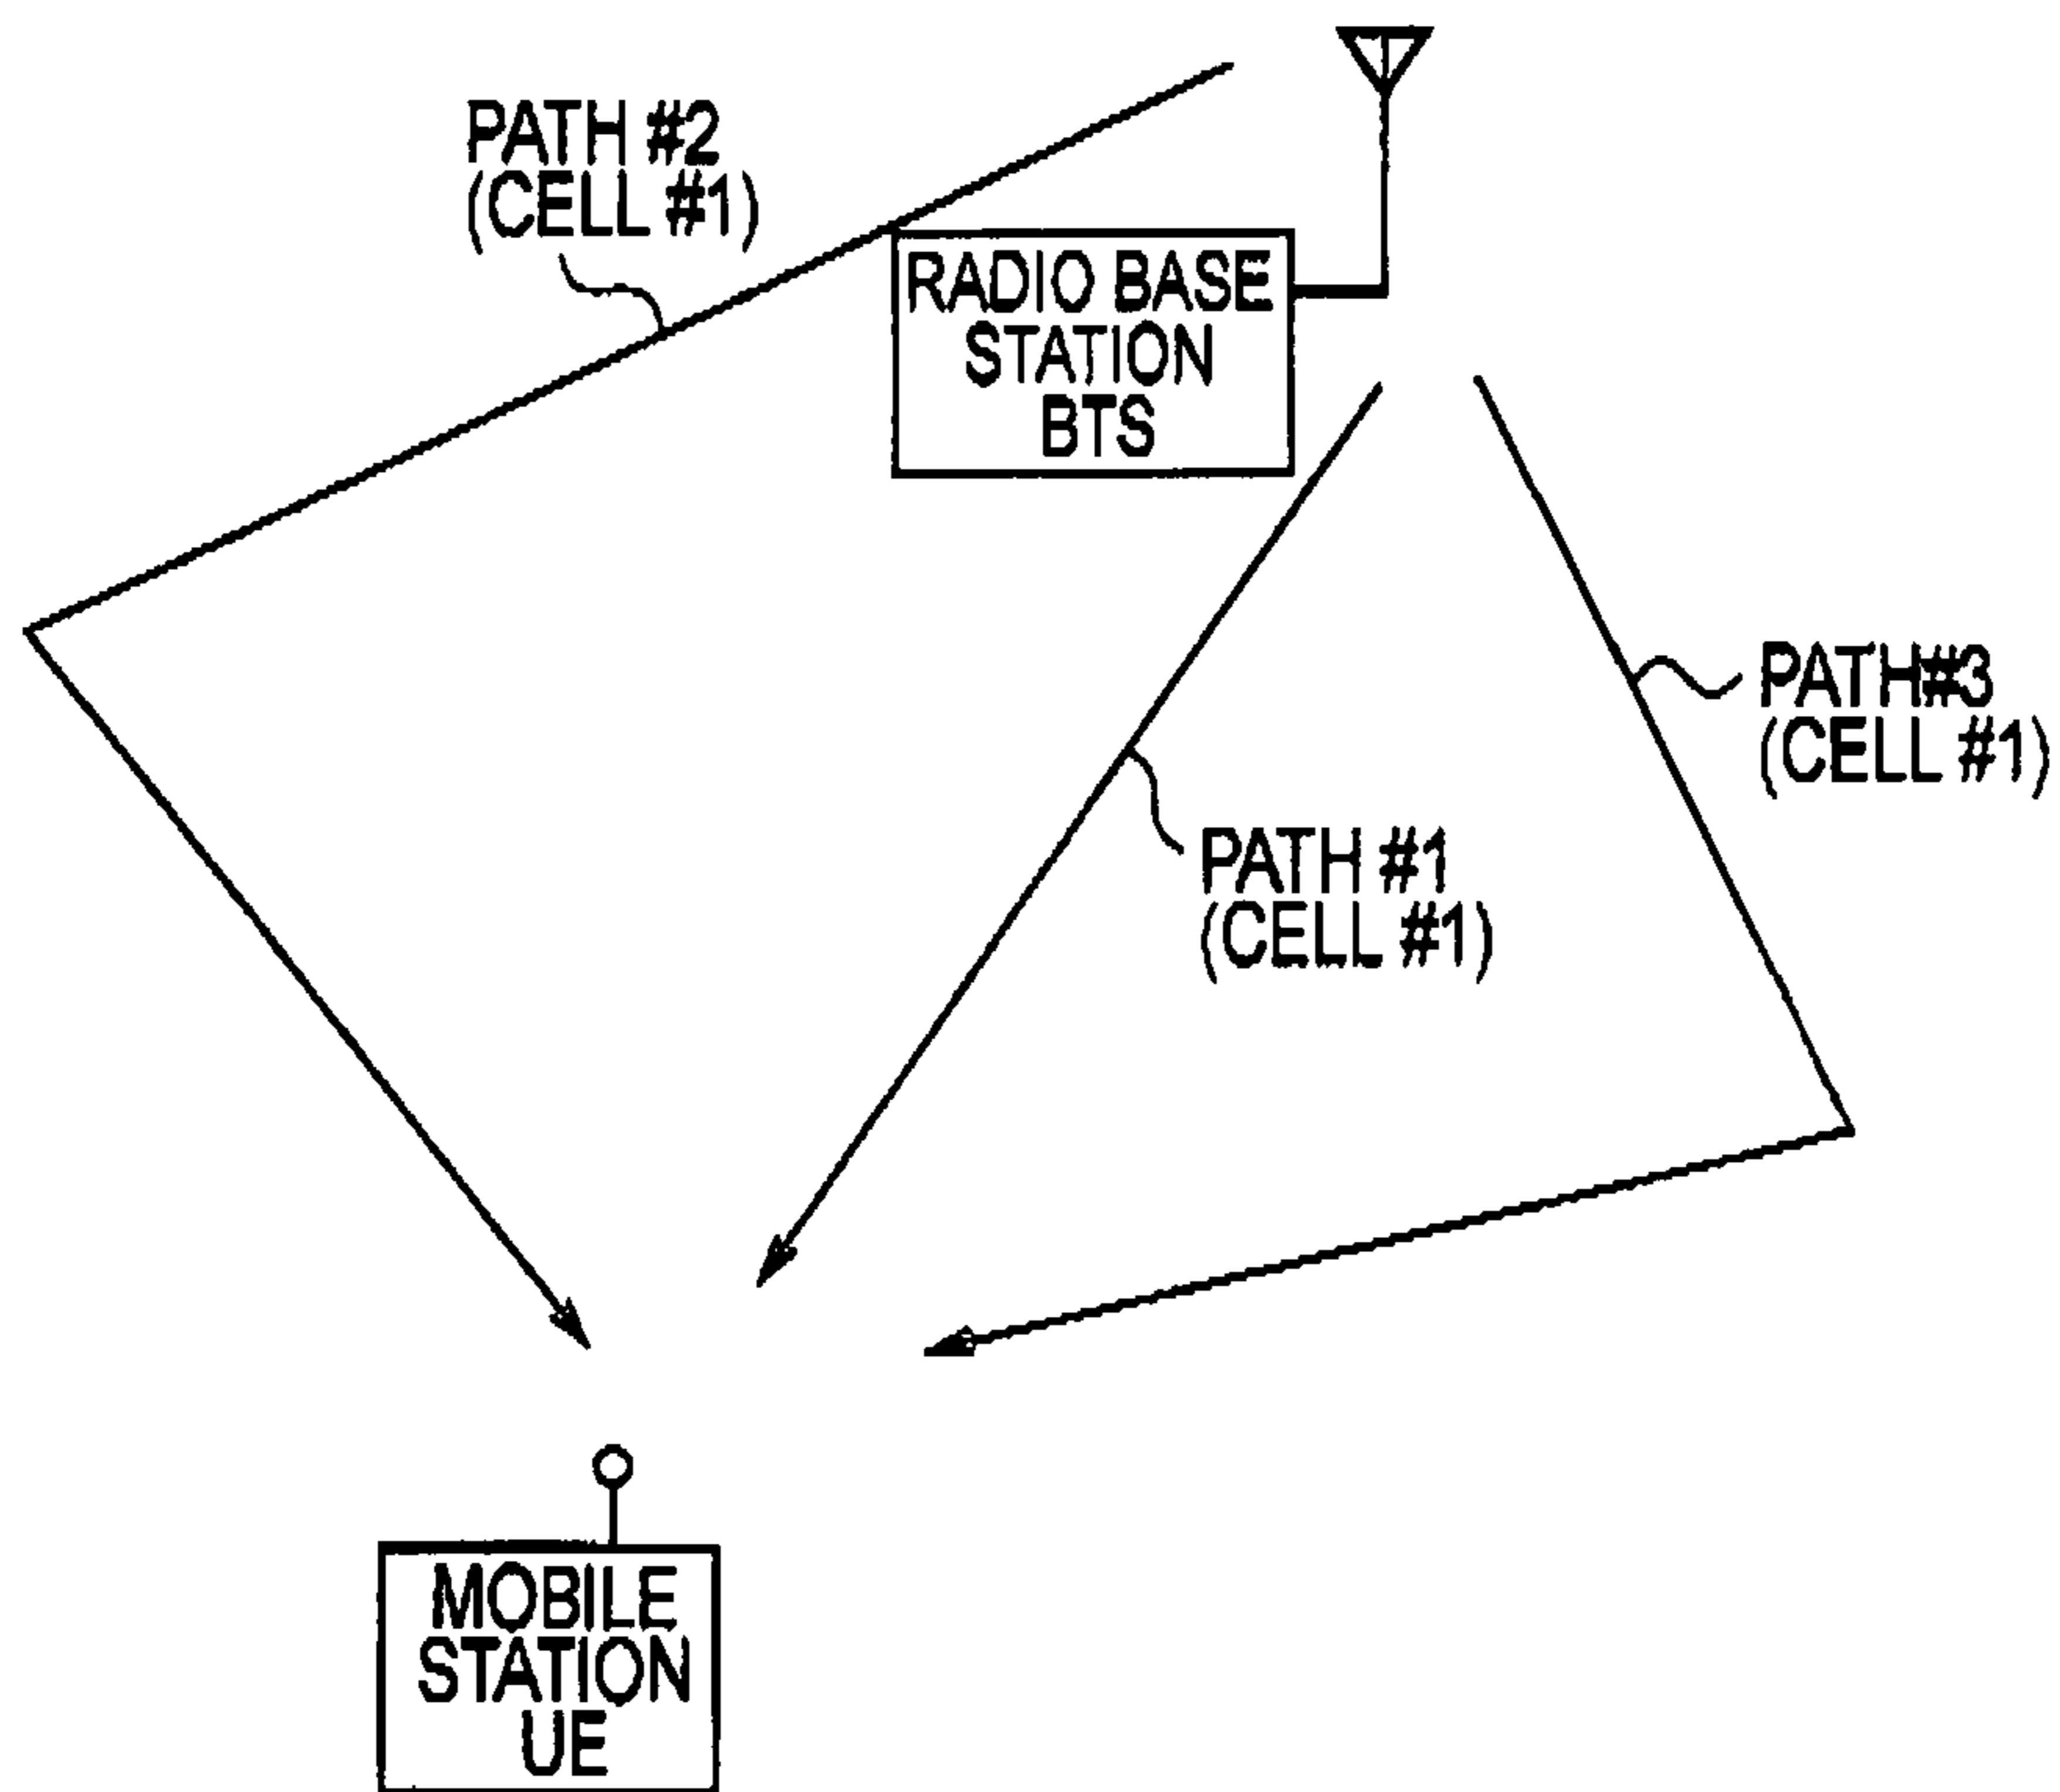 PATH #2
(CELL #1)
RADIO BASE
STATION
BTS
PATH#3
(CELL #1)
PATH #1
(CELL #1)
MOBILE
STATION
UE